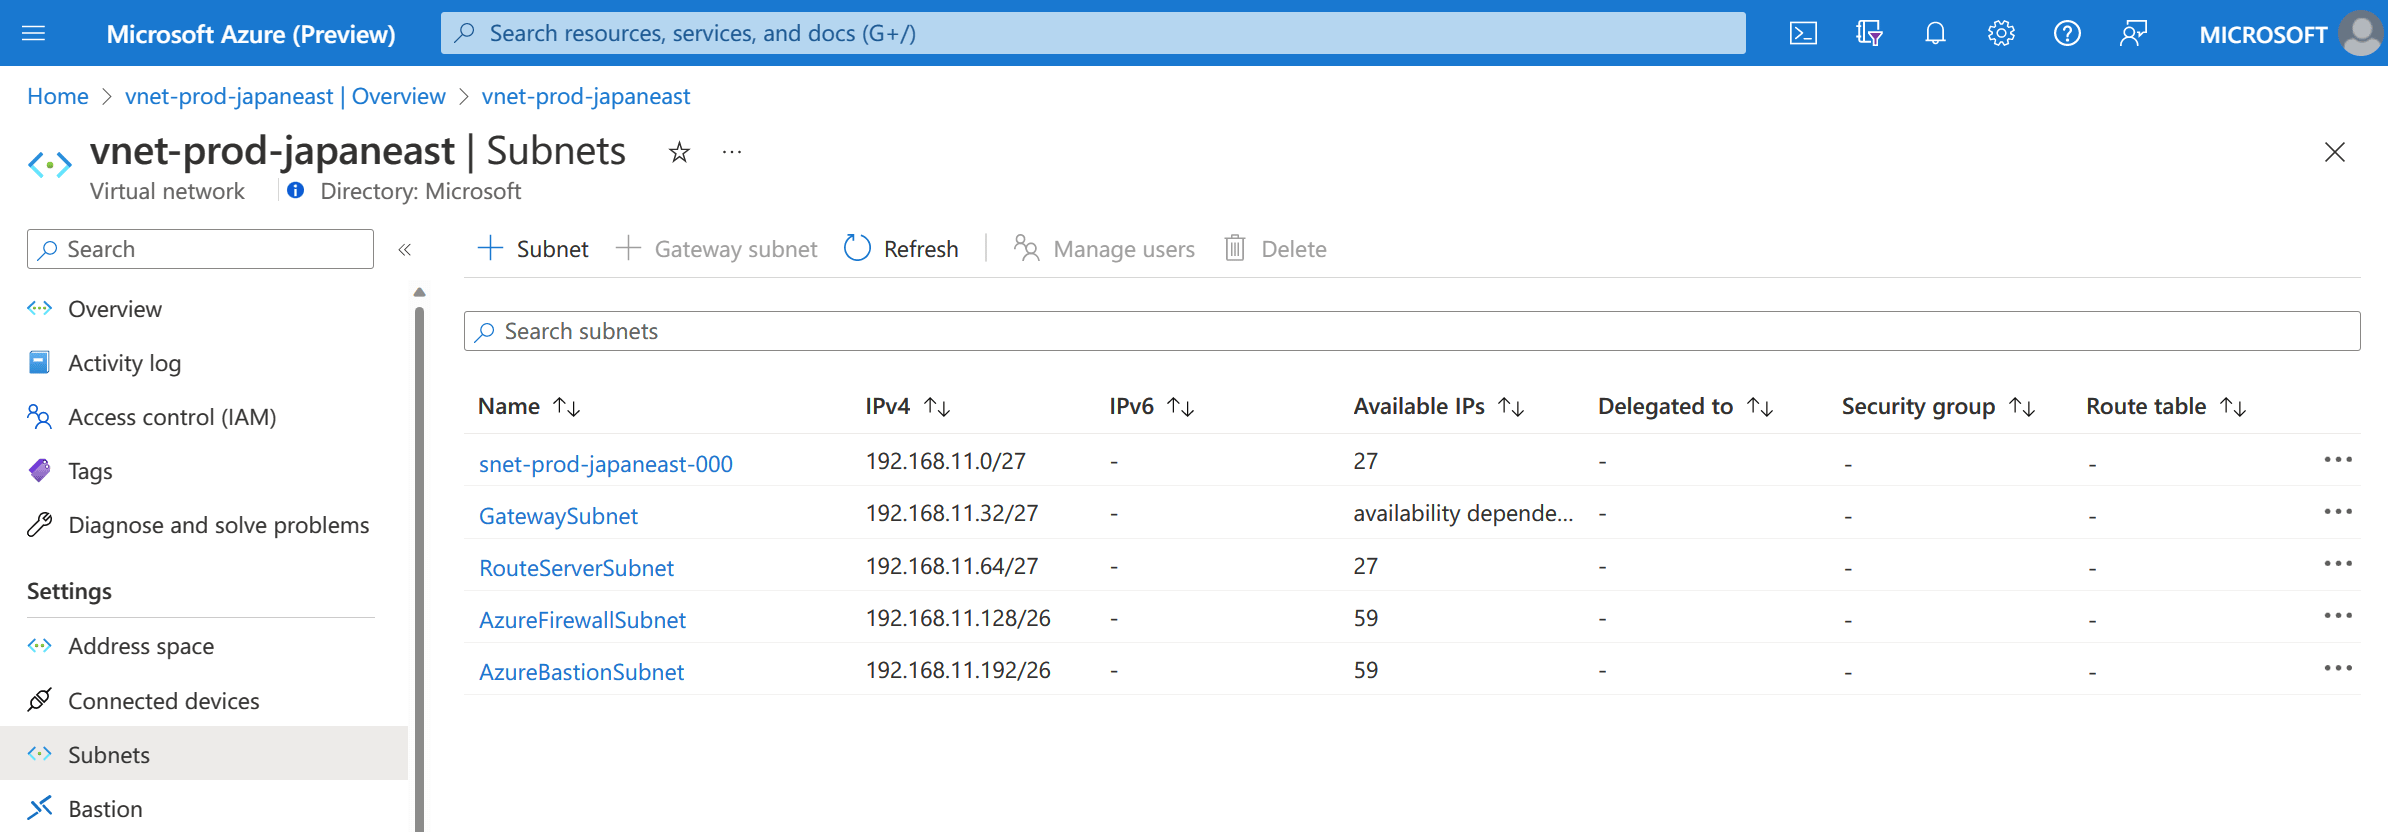 Microsoft Azure (Preview)
Search resources, services, and docs (G+/)
MICROSOFT
Home > vnet-prod-japaneast | Overview > vnet-prod-japaneast
vnet-prod-japaneast | Subnets
Virtual network
Directory: Microsoft
Search
«
Overview
Activity log
Access control (IAM)
Tags
Diagnose and solve problems
Settings
Address space
Connected devices
Subnets
Bastion
+ Subnet + Gateway subnet Refresh | Manage users Delete
Search subnets
Name ↑↓ IPv4 ↑↓ IPv6 ↑↓ Available IPs ↑↓ Delegated to ↑↓ Security group ↑↓ Route table ↑↓
snet-prod-japaneast-000 192.168.11.0/27 - 27 - - - ...
GatewaySubnet 192.168.11.32/27 - availability depende... - - - ...
RouteServerSubnet 192.168.11.64/27 - 27 - - - ...
AzureFirewallSubnet 192.168.11.128/26 - 59 - - - ...
AzureBastionSubnet 192.168.11.192/26 - 59 - - - ...